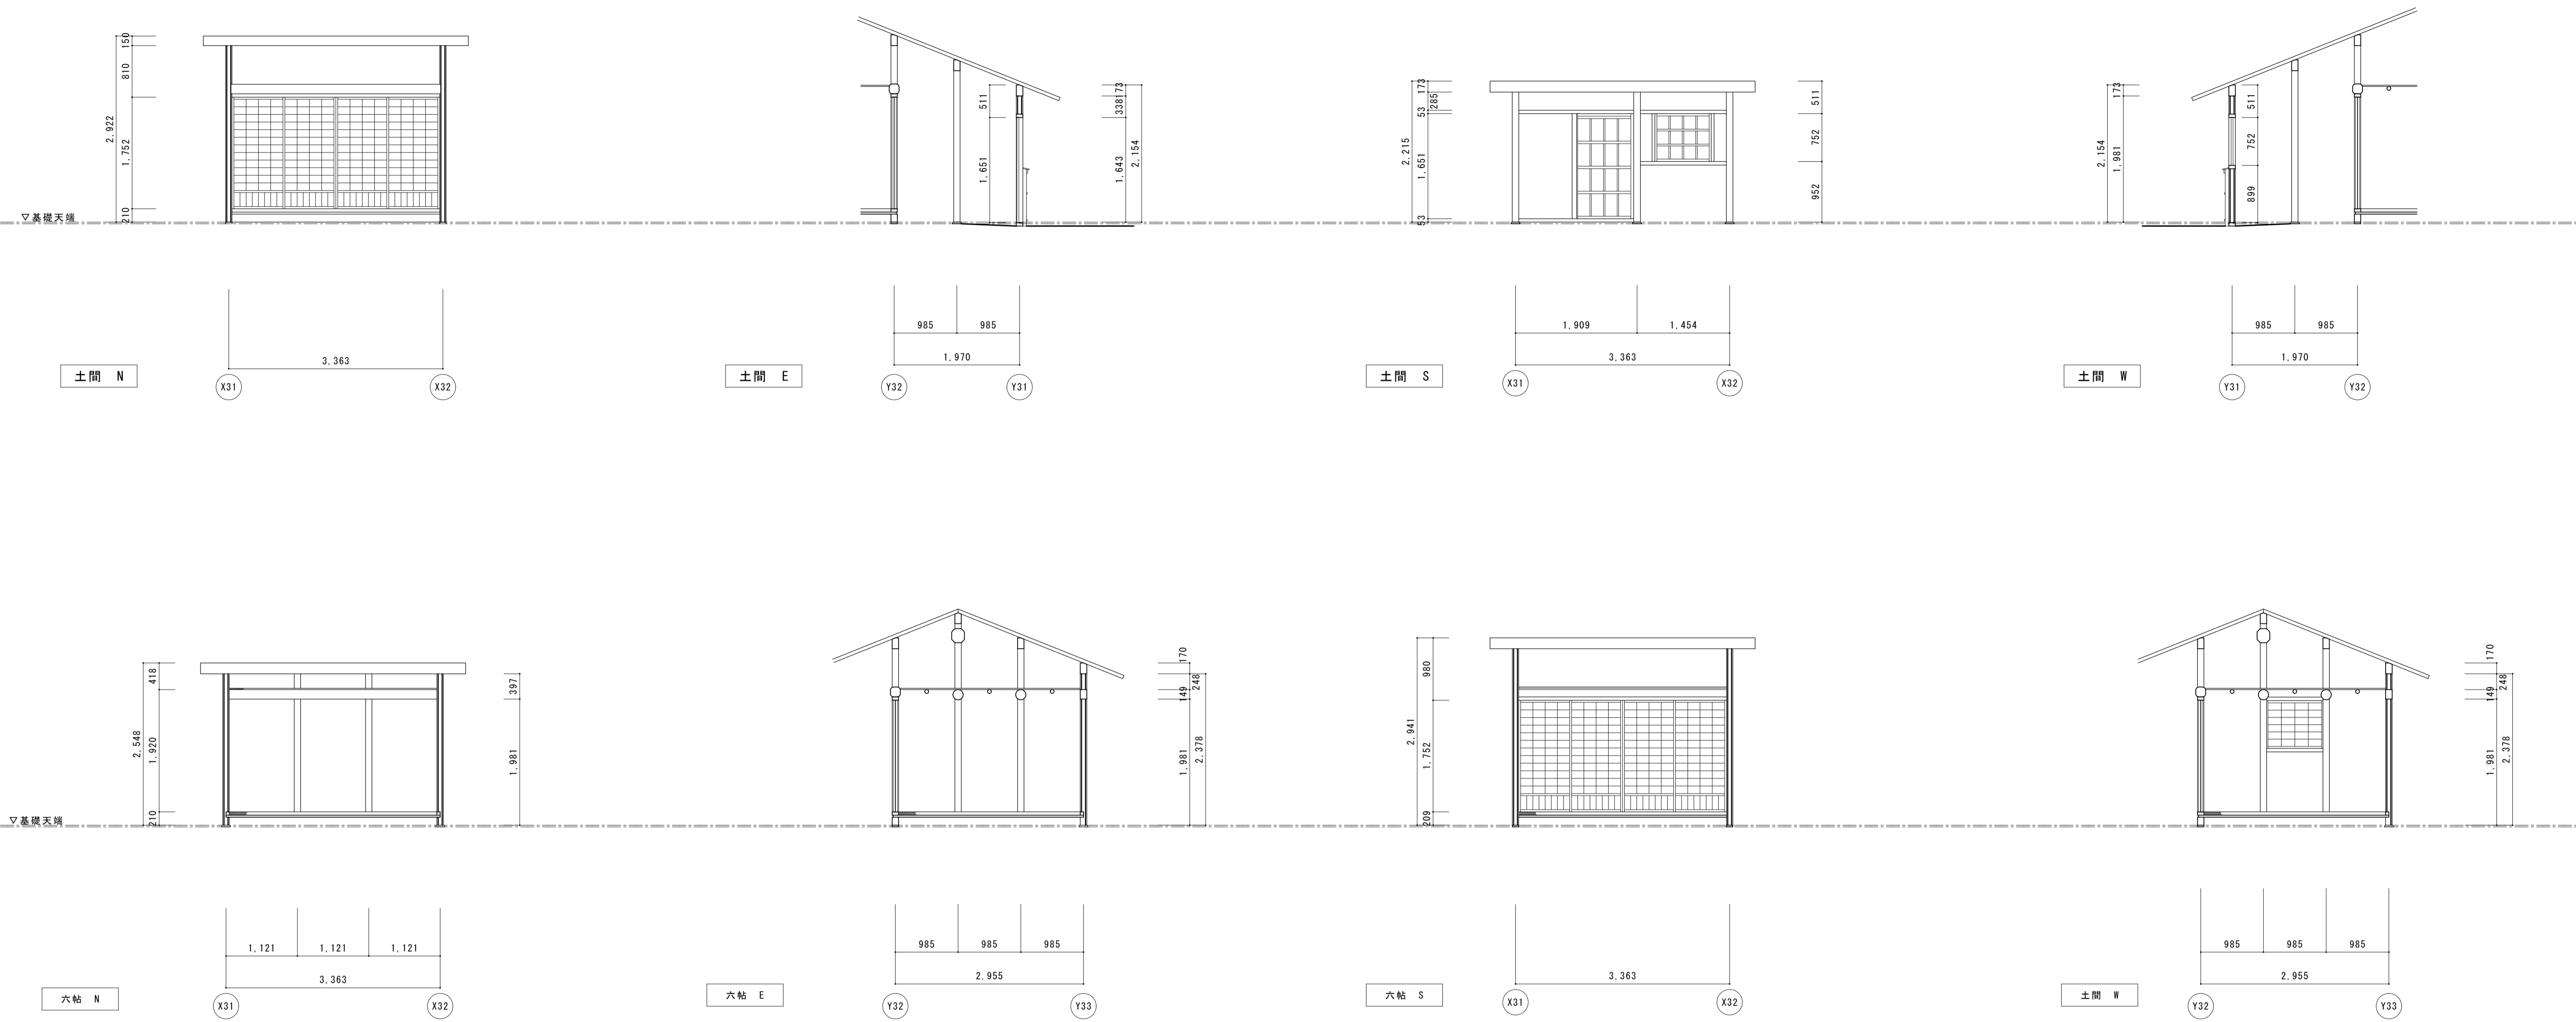 150
810
2,922
1,752
210
▽基礎天端
3,363
土間 N
X31
X32
511
1,651
173
338
1,643
2,154
985
985
1,970
土間 E
Y32
Y31
173
285
53
2,215
1,651
53
511
752
952
1,909
1,454
3,363
土間 S
X31
X32
173
2,154
1,981
511
752
899
985
985
1,970
土間 W
Y31
Y32
418
2,548
1,920
210
397
1,981
▽基礎天端
1,121
1,121
1,121
3,363
六帖 N
X31
X32
170
248
149
1,981
2,378
985
985
985
2,955
六帖 E
Y32
Y33
980
2,941
1,752
209
3,363
六帖 S
X31
X32
170
248
149
1,981
2,378
985
985
985
2,955
土間 W
Y32
Y33